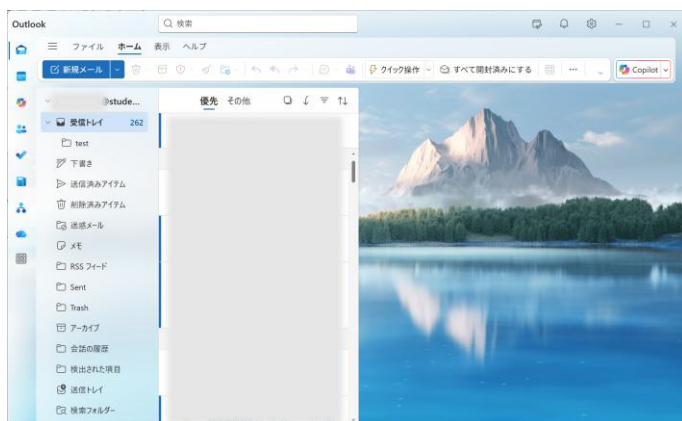 Outlook
検索
ファイル ホーム 表示 ヘルプ
新規メール クイック操作 すべて開封済みにする Copilot
@stude...
優先 その他
受信トレイ 262
test
下書き
送信済みアイテム
削除済みアイテム
迷惑メール
メモ
RSS フィード
Sent
Trash
アーカイブ
会話の履歴
検出された項目
送信トレイ
検索フォルダー